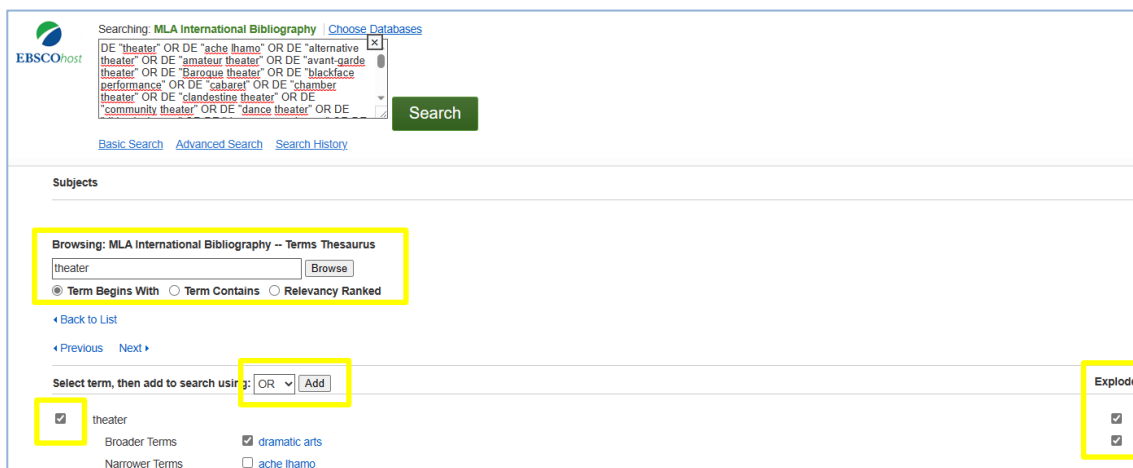 Searching: MLA International Bibliography Choose Databases
EBSCOhost
DE "theater" OR DE "ache lhamo" OR DE "alternative
theater" OR DE "amateur theater" OR DE "avant-garde
theater" OR DE "Baroque theater" OR DE "blackface
performance" OR DE "cabaret" OR DE "chamber
theater" OR DE "clandestine theater" OR DE
"community theater" OR DE "dance theater" OR DE
Search
Basic Search Advanced Search Search History
Subjects
Browsing: MLA International Bibliography -- Terms Thesaurus
theater Browse
Term Begins With Term Contains Relevancy Ranked
Back to List
Previous Next
Select term, then add to search using: OR Add Explode
theater
Broader Terms dramatic arts
Narrower Terms ache lhamo